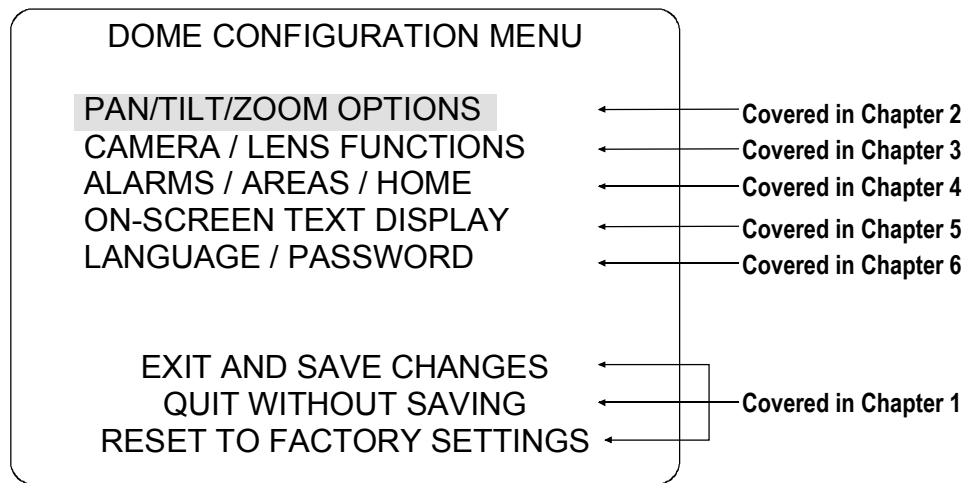 DOME CONFIGURATION MENU
PAN/TILT/ZOOM OPTIONS
Covered in Chapter 2
CAMERA / LENS FUNCTIONS
Covered in Chapter 3
ALARMS / AREAS / HOME
Covered in Chapter 4
ON-SCREEN TEXT DISPLAY
Covered in Chapter 5
LANGUAGE / PASSWORD
Covered in Chapter 6
EXIT AND SAVE CHANGES
QUIT WITHOUT SAVING
Covered in Chapter 1
RESET TO FACTORY SETTINGS